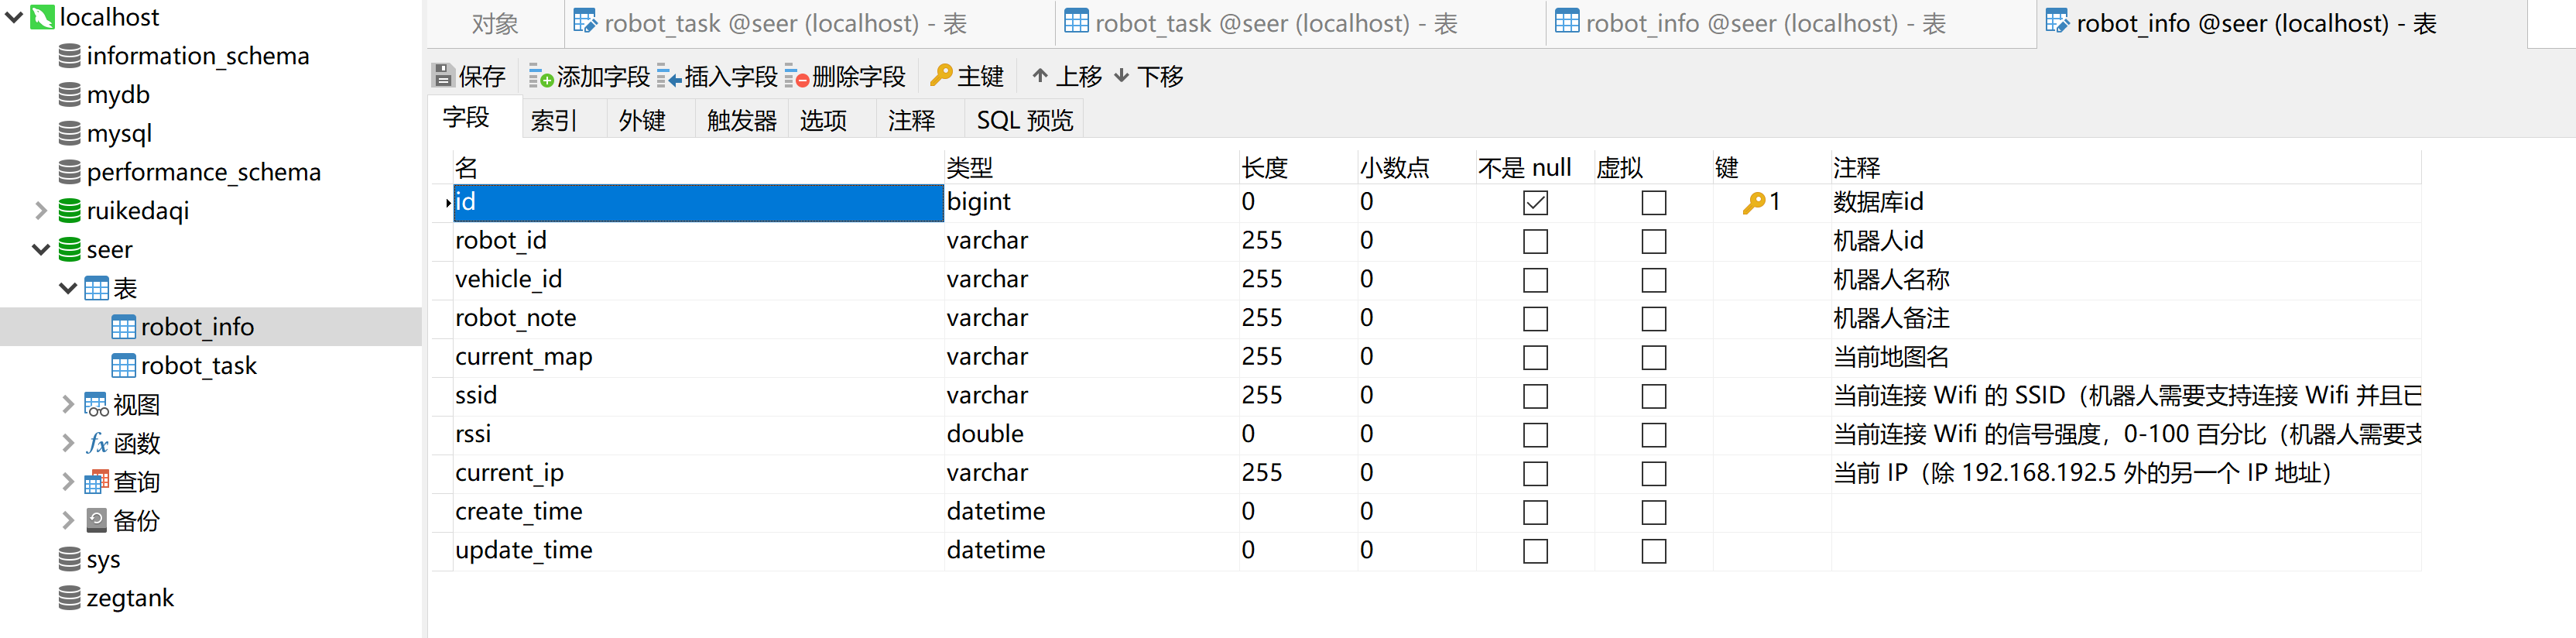 localhost
information_schema
mydb
mysql
performance_schema
ruikedaqi
seer
表
robot_info
robot_task
视图
fx 函数
查询
备份
sys
zegtank
对象 robot_task @seer (localhost) - 表 robot_task @seer (localhost) - 表 robot_info @seer (localhost) - 表 robot_info @seer (localhost) - 表
保存 添加字段 插入字段 删除字段 主键 上移 下移
字段 索引 外键 触发器 选项 注释 SQL 预览
名 类型 长度 小数点 不是 null 虚拟 键 注释
id bigint 0 0 1 数据库id
robot_id varchar 255 0 机器人id
vehicle_id varchar 255 0 机器人名称
robot_note varchar 255 0 机器人备注
current_map varchar 255 0 当前地图名
ssid varchar 255 0 当前连接 Wifi 的 SSID（机器人需要支持连接 Wifi 并且已
rssi double 0 0 当前连接 Wifi 的信号强度，0-100 百分比（机器人需要支
current_ip varchar 255 0 当前 IP（除 192.168.192.5 外的另一个 IP 地址）
create_time datetime 0 0
update_time datetime 0 0